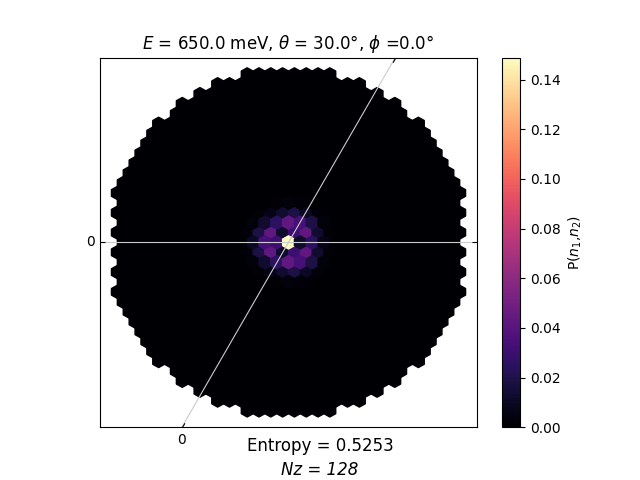 E = 650.0 meV, θ = 30.0°, ϕ =0.0°
0
0
Entropy = 0.5253
Nz = 128
0.14
0.12
0.10
0.08
0.06
0.04
0.02
0.00
P(n₁,n₂)